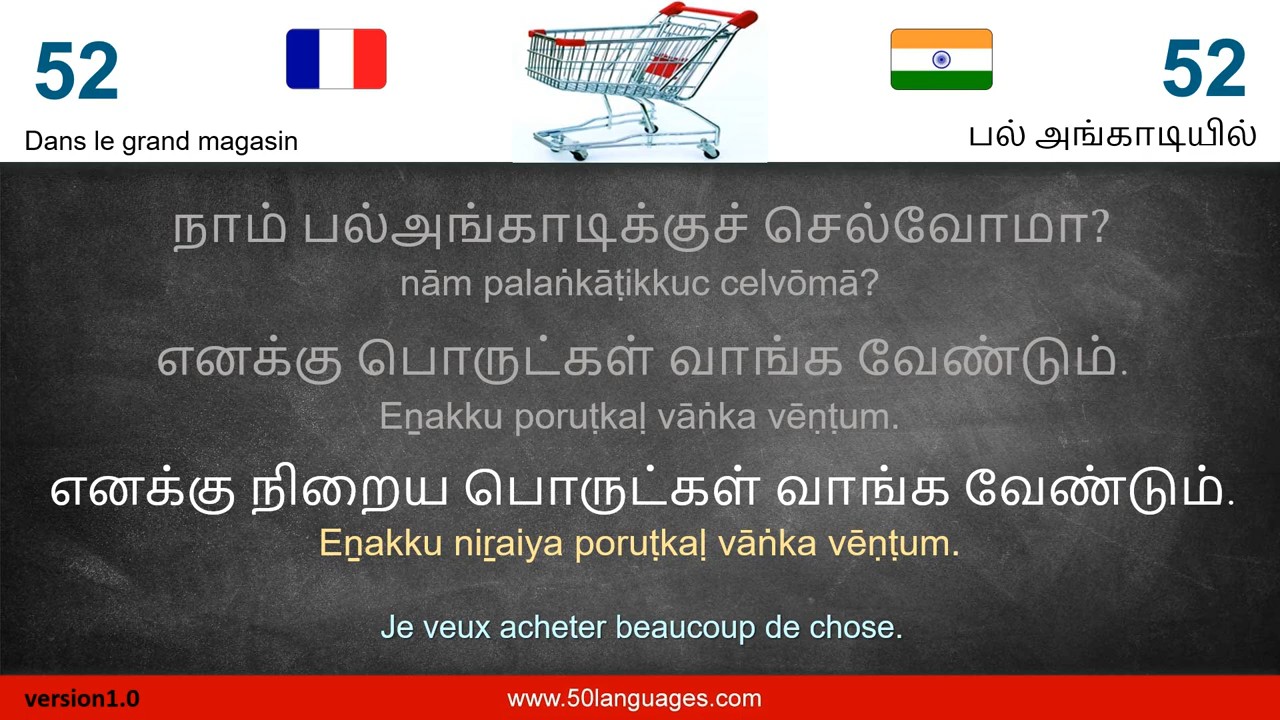 52
52
Dans le grand magasin
பல் அங்காடியில்
நாம் பல்அங்காடிக்குச் செல்வோமா?
nām palaṅkāṭikkuc celvōmā?
எனக்கு பொருட்கள் வாங்க வேண்டும்.
Eṉakku poruṭkaḷ vāṅka vēṇṭum.
எனக்கு நிறைய பொருட்கள் வாங்க வேண்டும்.
Eṉakku niṟaiya poruṭkaḷ vāṅka vēṇṭum.
Je veux acheter beaucoup de chose.
version1.0
www.50languages.com